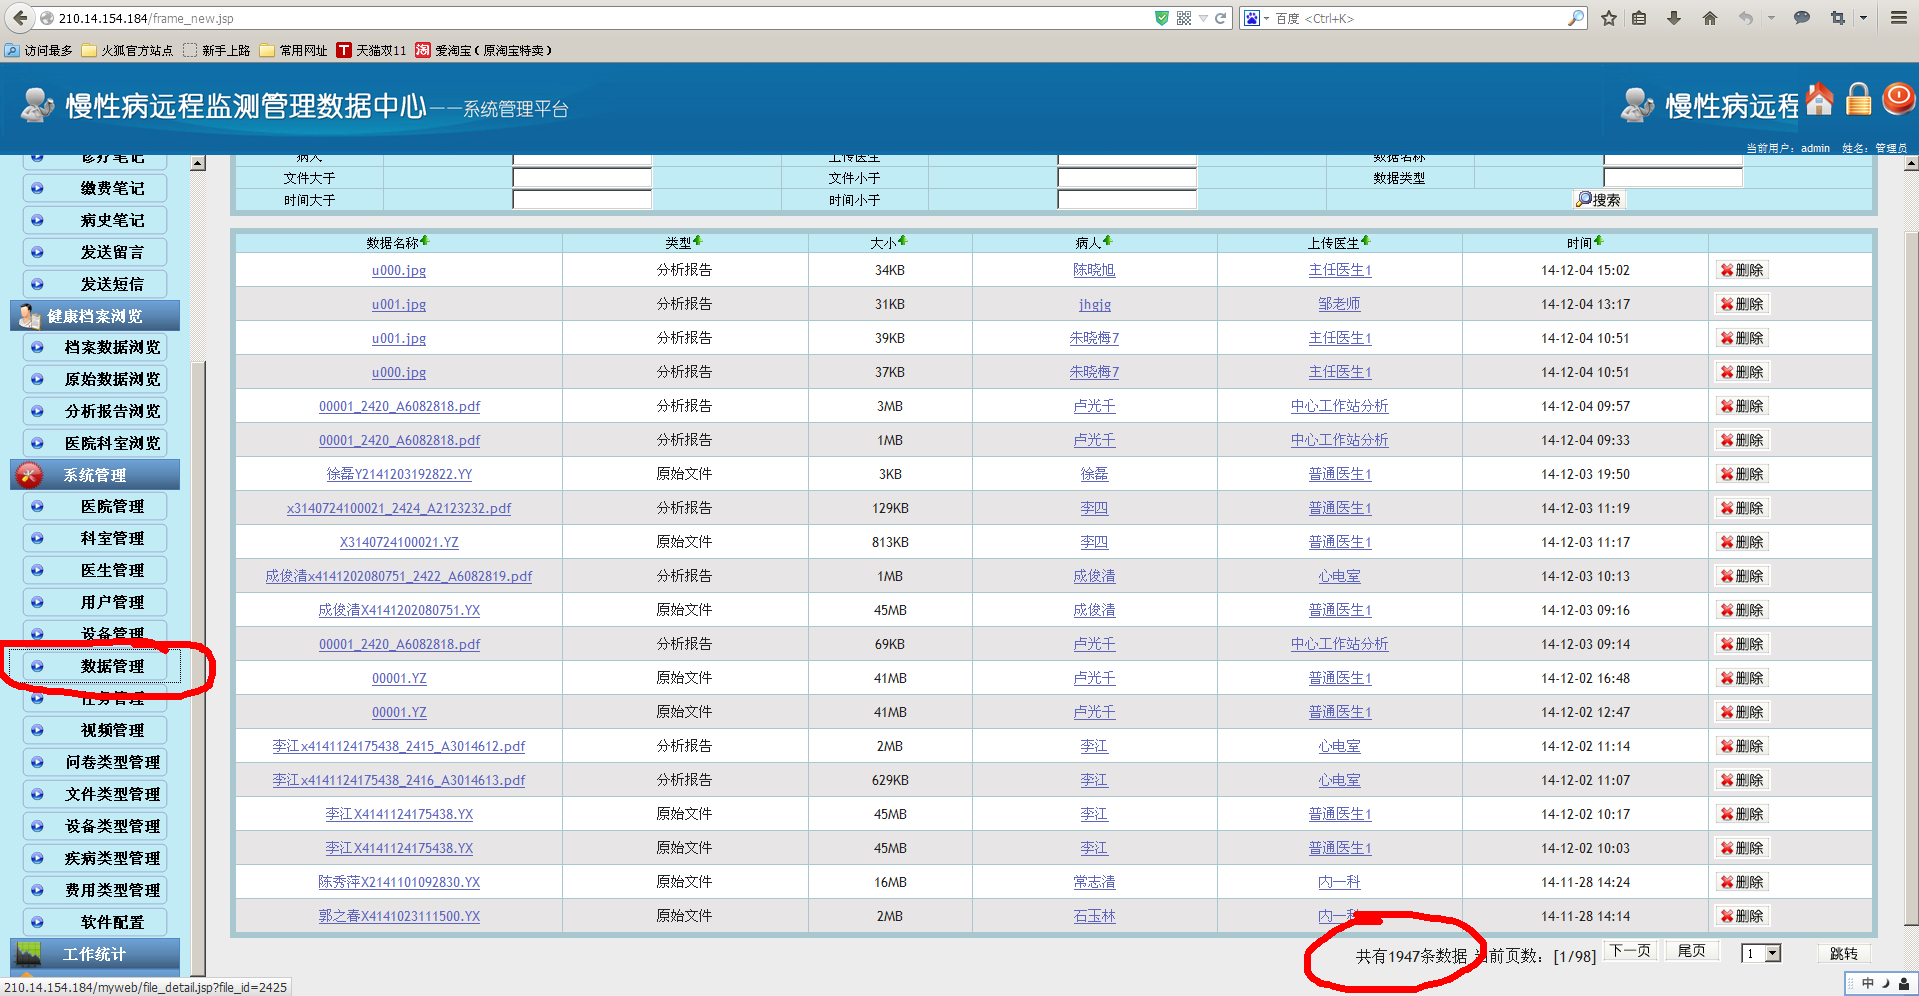 210.14.154.184/frame_new.jsp
百度 <Ctrl+K>
访问最多 火狐官方站点 新手上路 常用网址 天猫双11 爱淘宝（原淘宝特卖）
慢性病远程监测管理数据中心——系统管理平台
慢性病远程
当前用户：admin 姓名：管理员
诊疗笔记
缴费笔记
病史笔记
发送留言
发送短信
健康档案浏览
档案数据浏览
原始数据浏览
分析报告浏览
医院科室浏览
系统管理
医院管理
科室管理
医生管理
用户管理
设备管理
数据管理
任务管理
视频管理
问卷类型管理
文件类型管理
设备类型管理
疾病类型管理
费用类型管理
软件配置
工作统计
病人 上传医生 数据名称
文件大于 文件小于 数据类型
时间大于 时间小于 搜索
数据名称 类型 大小 病人 上传医生 时间
u000.jpg 分析报告 34KB 陈晓旭 主任医生1 14-12-04 15:02 删除
u001.jpg 分析报告 31KB jhgjg 邹老师 14-12-04 13:17 删除
u001.jpg 分析报告 39KB 朱晓梅7 主任医生1 14-12-04 10:51 删除
u000.jpg 分析报告 37KB 朱晓梅7 主任医生1 14-12-04 10:51 删除
00001_2420_A6082818.pdf 分析报告 3MB 卢光千 中心工作站分析 14-12-04 09:57 删除
00001_2420_A6082818.pdf 分析报告 1MB 卢光千 中心工作站分析 14-12-04 09:33 删除
徐磊Y2141203192822.YY 原始文件 3KB 徐磊 普通医生1 14-12-03 19:50 删除
x3140724100021_2424_A2123232.pdf 分析报告 129KB 李四 普通医生1 14-12-03 11:19 删除
X3140724100021.YZ 原始文件 813KB 李四 普通医生1 14-12-03 11:17 删除
成俊清x4141202080751_2422_A6082819.pdf 分析报告 1MB 成俊清 心电室 14-12-03 10:13 删除
成俊清X4141202080751.YX 原始文件 45MB 成俊清 普通医生1 14-12-03 09:16 删除
00001_2420_A6082818.pdf 分析报告 69KB 卢光千 中心工作站分析 14-12-03 09:14 删除
00001.YZ 原始文件 41MB 卢光千 普通医生1 14-12-02 16:48 删除
00001.YZ 原始文件 41MB 卢光千 普通医生1 14-12-02 12:47 删除
李江x4141124175438_2415_A3014612.pdf 分析报告 2MB 李江 心电室 14-12-02 11:14 删除
李江x4141124175438_2416_A3014613.pdf 分析报告 629KB 李江 心电室 14-12-02 11:07 删除
李江X4141124175438.YX 原始文件 45MB 李江 普通医生1 14-12-02 10:17 删除
李江X4141124175438.YX 原始文件 45MB 李江 普通医生1 14-12-02 10:03 删除
陈秀萍X2141101092830.YX 原始文件 16MB 常志清 内一科 14-11-28 14:24 删除
郭之春X4141023111500.YX 原始文件 2MB 石玉林 内一科 14-11-28 14:14 删除
共有1947条数据 当前页数：[1/98] 下一页 尾页 1 跳转
210.14.154.184/myweb/file_detail.jsp?file_id=2425
中